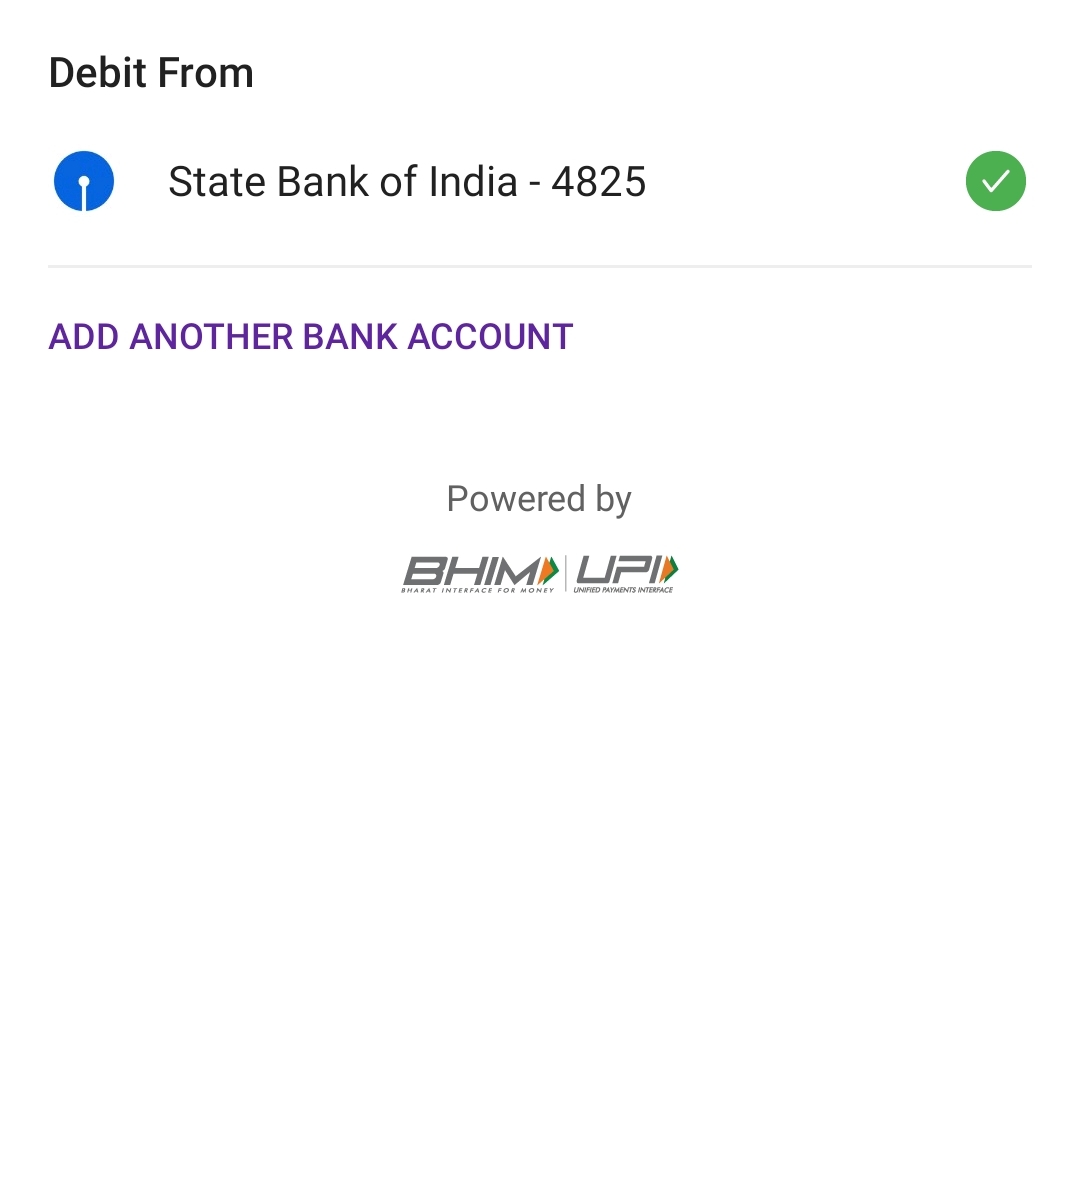 Debit From
State Bank of India - 4825
ADD ANOTHER BANK ACCOUNT
Powered by
BHIM UPI
BHARAT INTERFACE FOR MONEY UNIFIED PAYMENTS INTERFACE